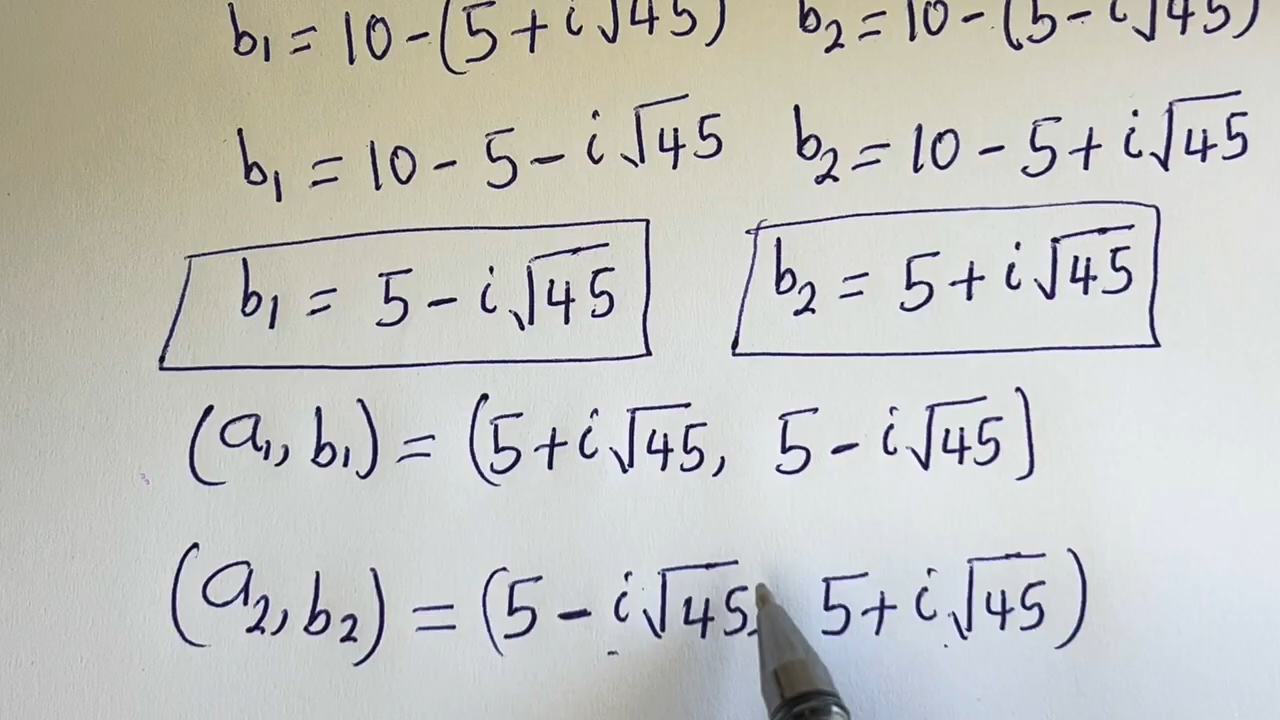 b₁ = 10 - (5 + i√45) b₂ = 10 - (5 - i√45)
b₁ = 10 - 5 - i√45 b₂ = 10 - 5 + i√45
b₁ = 5 - i√45 b₂ = 5 + i√45
(a₁, b₁) = (5 + i√45, 5 - i√45)
(a₂, b₂) = (5 - i√45, 5 + i√45)